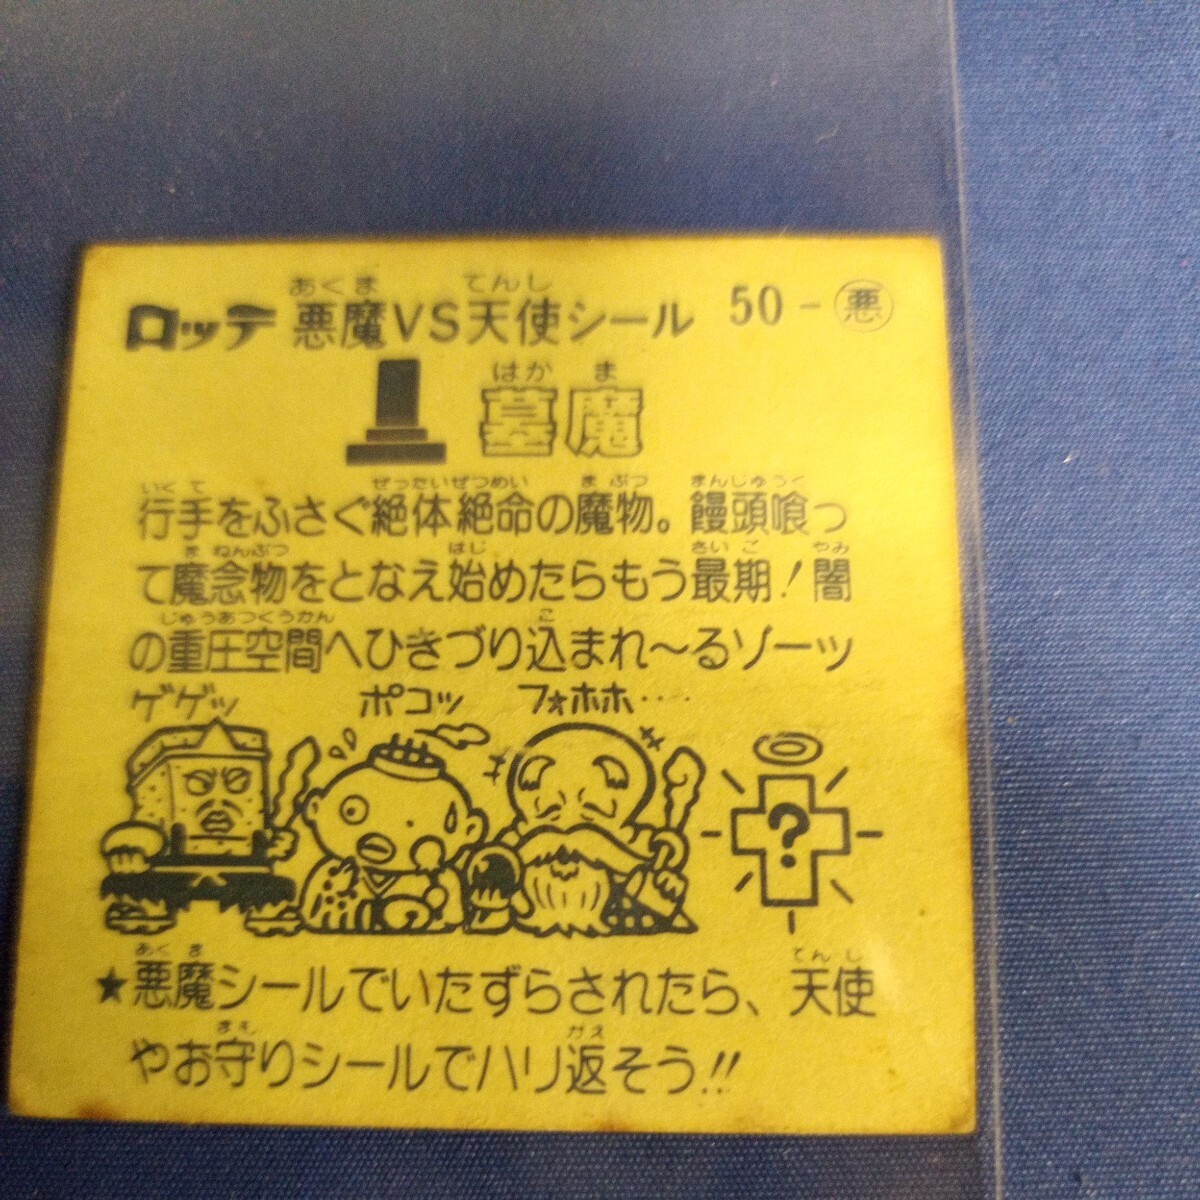 あくま てんし
ロッテ 悪魔VS天使シール 50-悪
はか ま
墓魔
いくて ぜったいぜつめい まぶつ まんじゅうく
行手をふさぐ絶体絶命の魔物。饅頭喰っ
まねんぶつ はじ さいご やみ
て魔念物をとなえ始めたらもう最期!闇
じゅうあつくうかん こ
の重圧空間へひきづり込まれ〜るゾーッ
ゲゲッ ポコッ フォホホ····
?
あくま てんし
★悪魔シールでいたずらされたら、天使
まも がえ
やお守りシールでハリ返そう!!